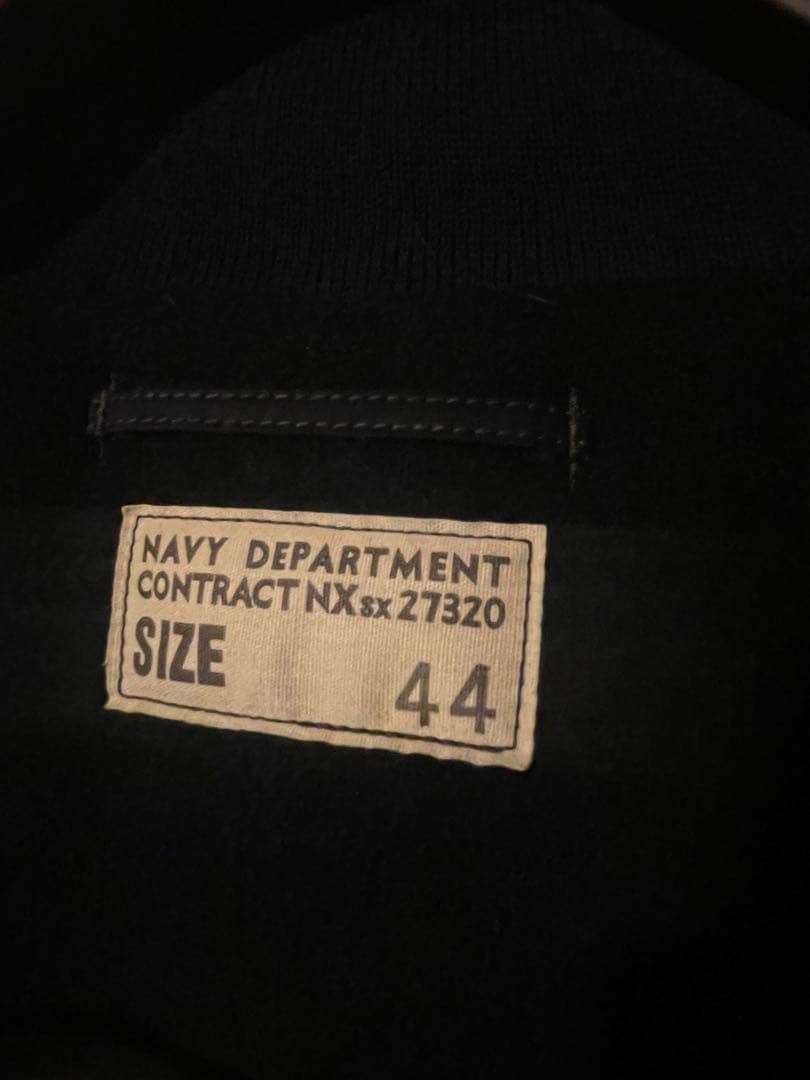 NAVY DEPARTMENT
CONTRACT NXsx 27320
SIZE 44